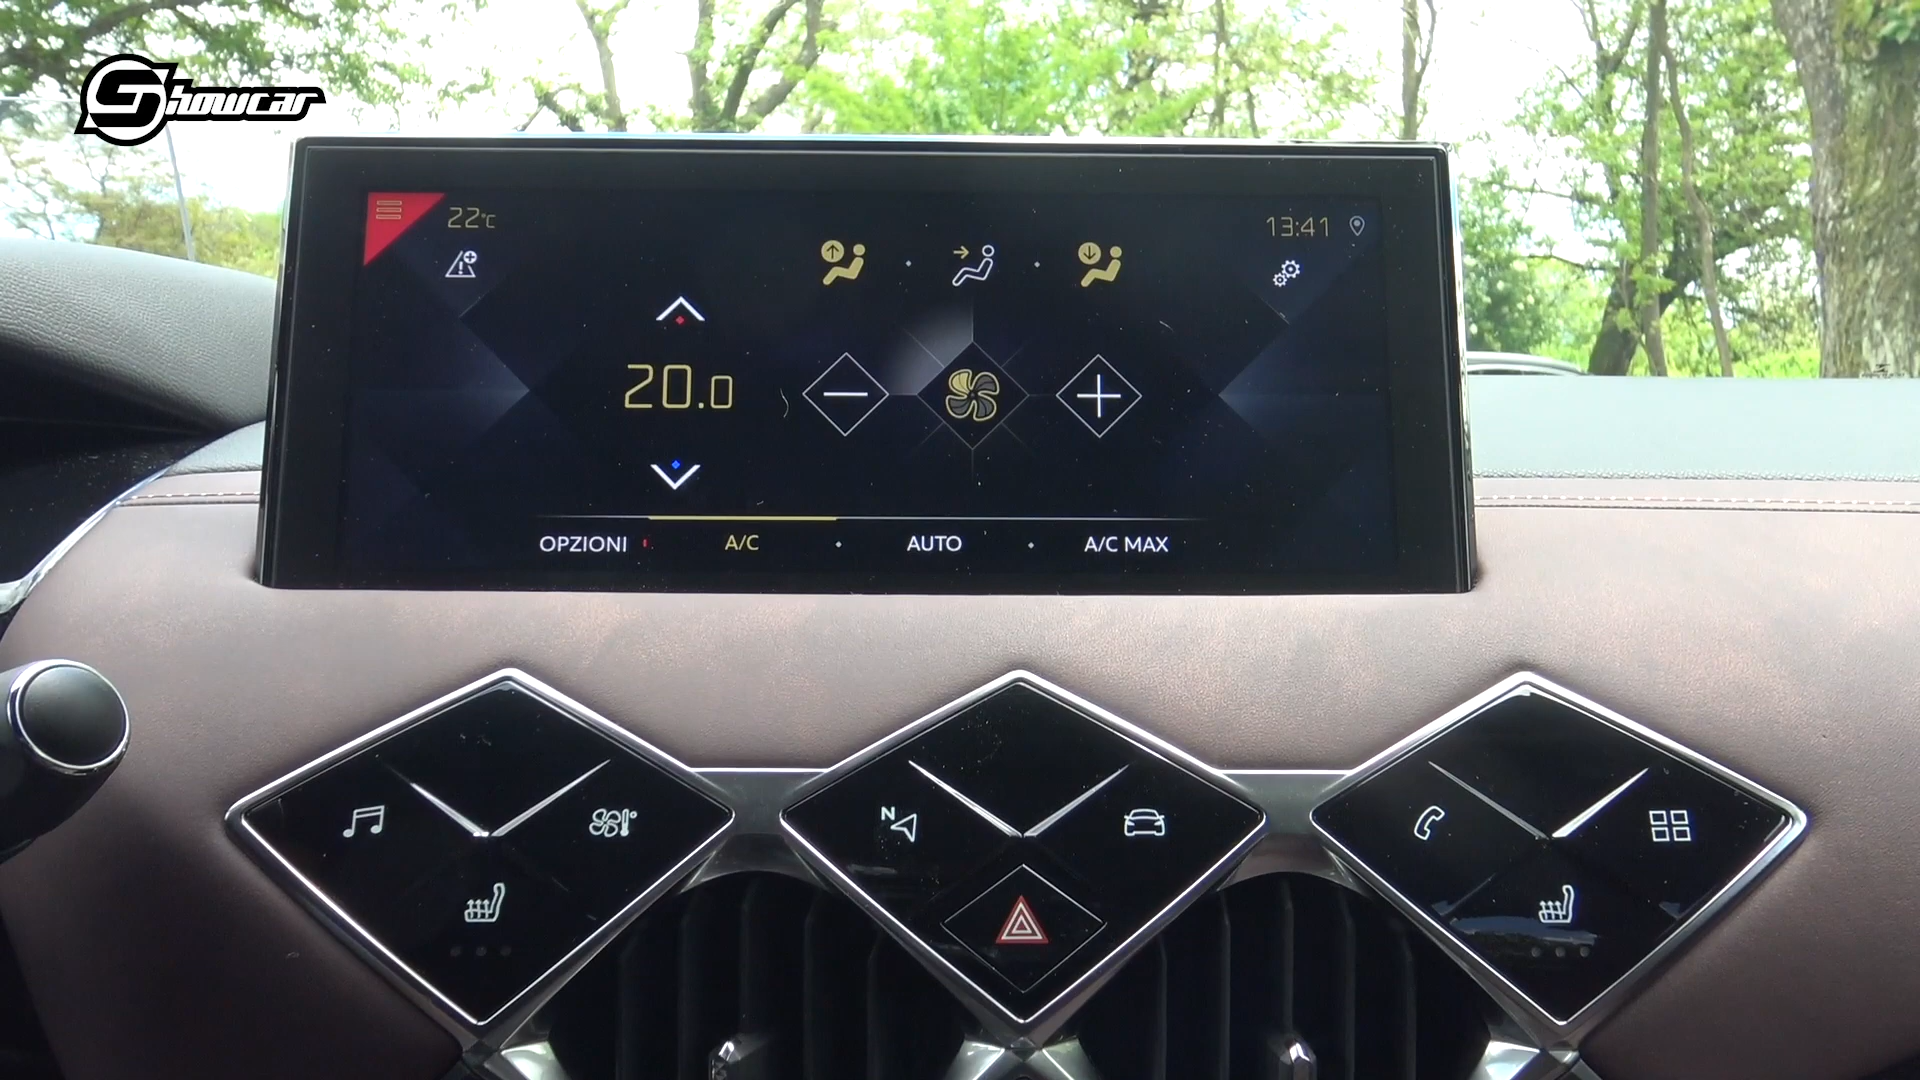 Showcar
22°C
13:41
20.0
OPZIONI A/C AUTO A/C MAX
N